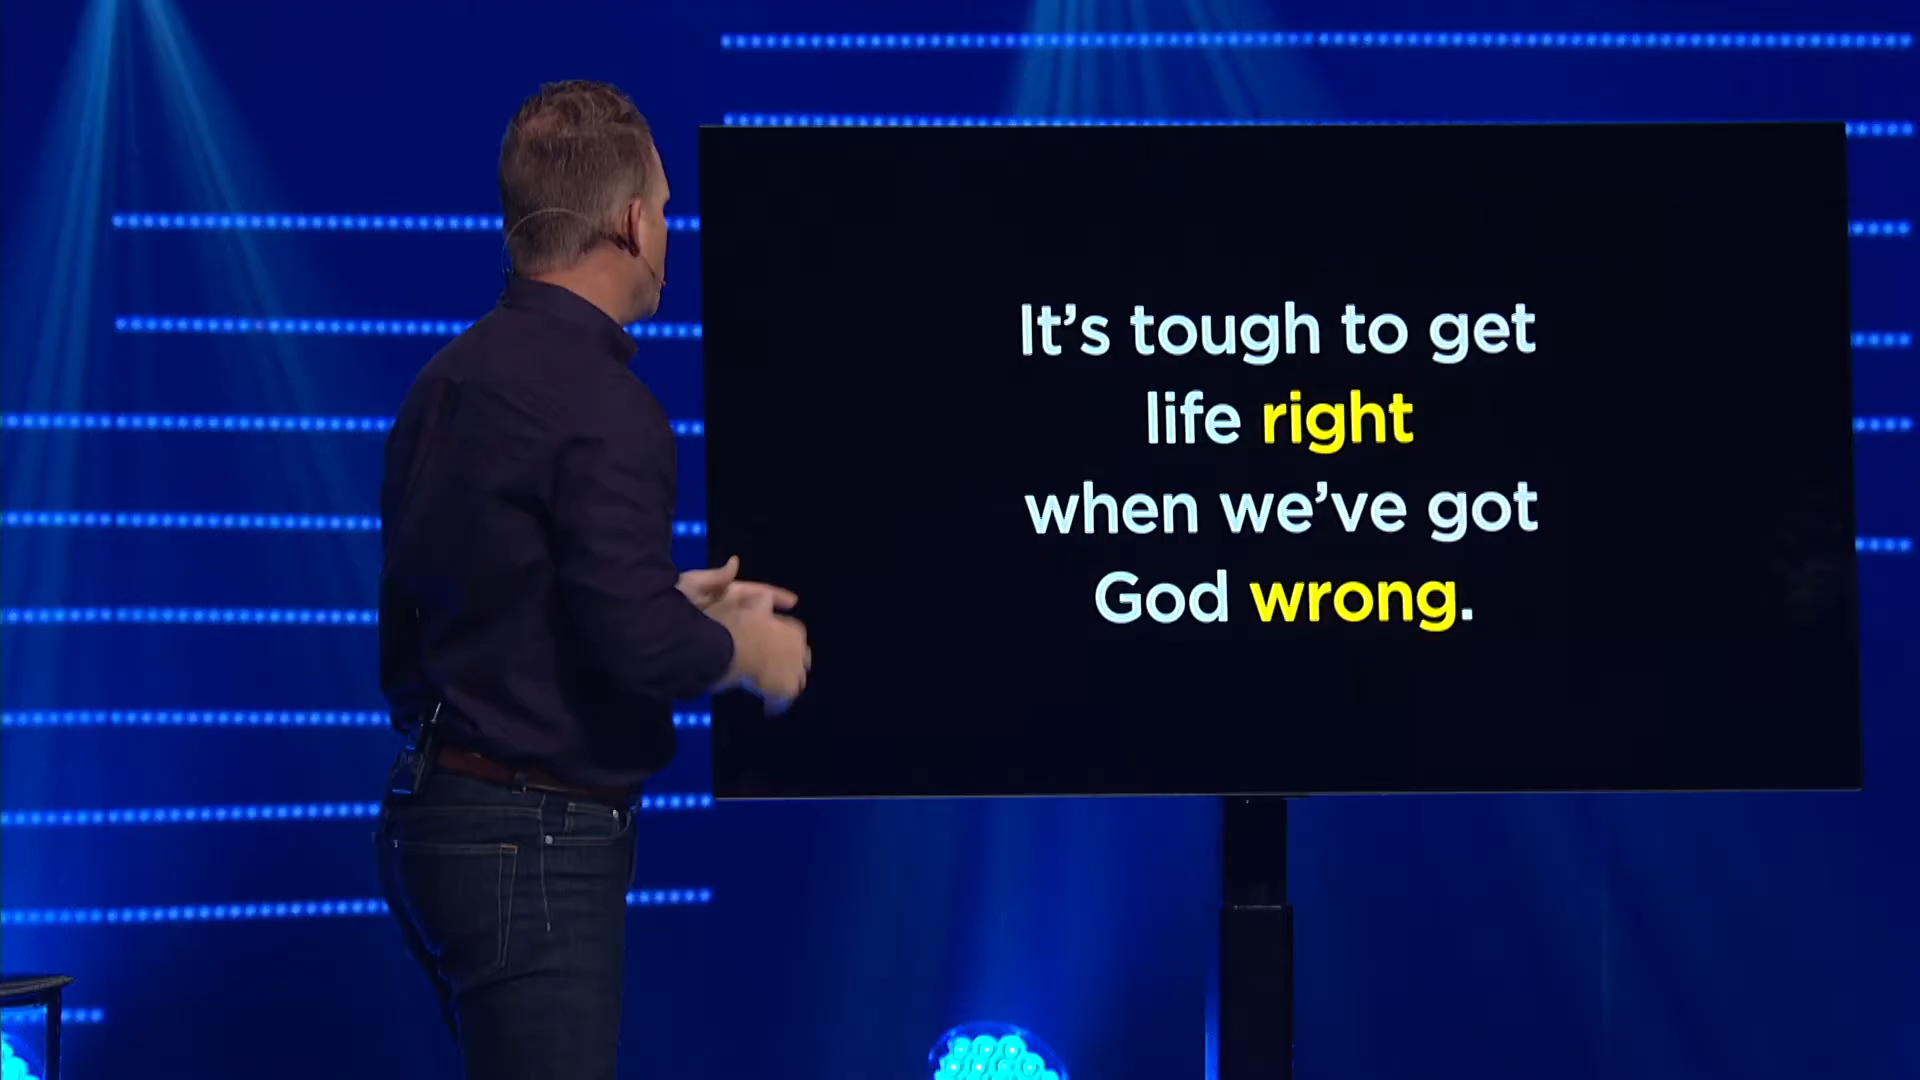 It’s tough to get
life right
when we’ve got
God wrong.